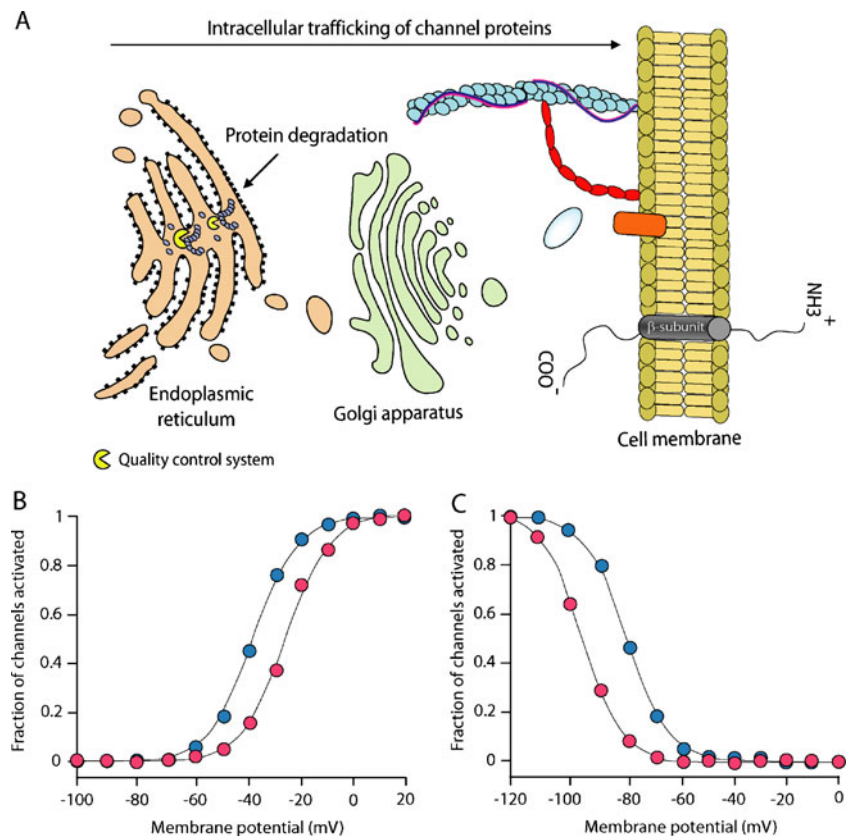 A
Intracellular trafficking of channel proteins
Protein degradation
β-subunit
NH3
+
COO
-
Endoplasmic
reticulum
Golgi apparatus
Cell membrane
Quality control system
B
Fraction of channels activated
1
0.8
0.6
0.4
0.2
0
-100
-80
-60
-40
-20
0
20
Membrane potential (mV)
C
Fraction of channels activated
1
0.8
0.6
0.4
0.2
0
-120
-100
-80
-60
-40
-20
0
Membrane potential (mV)